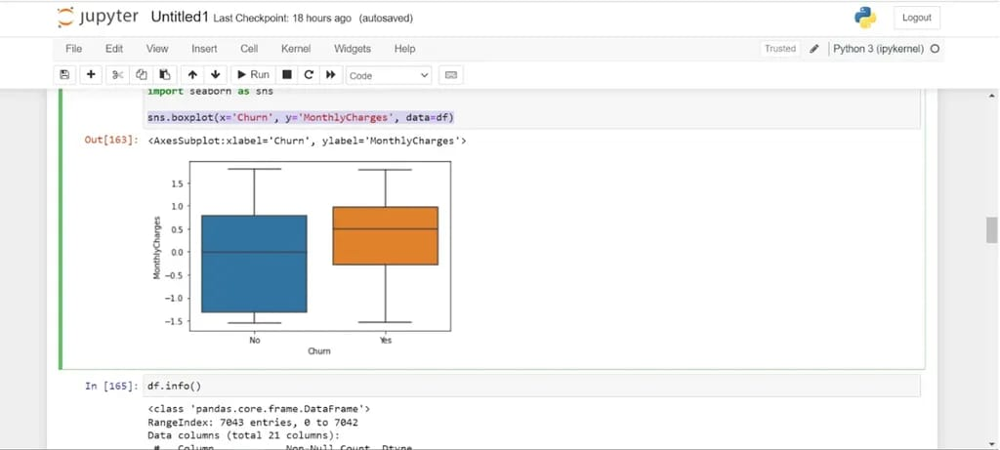 jupyter Untitled1 Last Checkpoint: 18 hours ago (autosaved)
Logout
File Edit View Insert Cell Kernel Widgets Help
Trusted Python 3 (ipykernel)
Run Code
import seaborn as sns
sns.boxplot(x='Churn', y='MonthlyCharges', data=df)
Out[163]: <AxesSubplot:xlabel='Churn', ylabel='MonthlyCharges'>
MonthlyCharges
1.5
1.0
0.5
0.0
−0.5
−1.0
−1.5
No Yes
Churn
In [165]: df.info()
<class 'pandas.core.frame.DataFrame'>
RangeIndex: 7043 entries, 0 to 7042
Data columns (total 21 columns):
# Column Non-Null Count Dtype